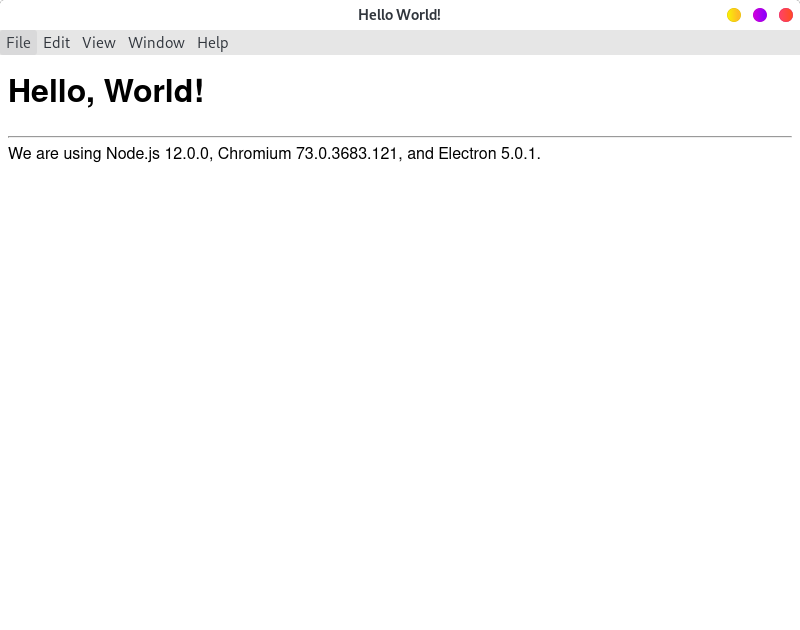 Hello World!
File Edit View Window Help
Hello, World!
We are using Node.js 12.0.0, Chromium 73.0.3683.121, and Electron 5.0.1.